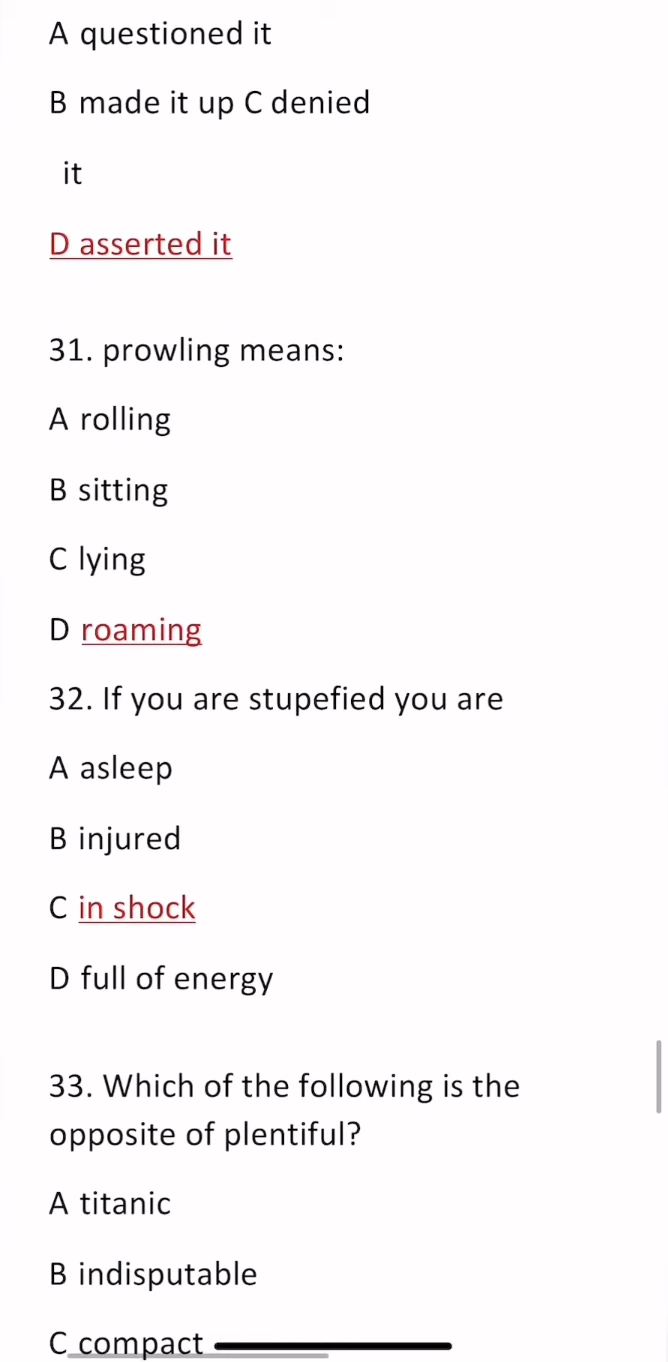 A questioned it
B made it up C denied
it
D asserted it
31. prowling means:
A rolling
B sitting
C lying
D roaming
32. If you are stupefied you are
A asleep
B injured
C in shock
D full of energy
33. Which of the following is the
opposite of plentiful?
A titanic
B indisputable
C compact